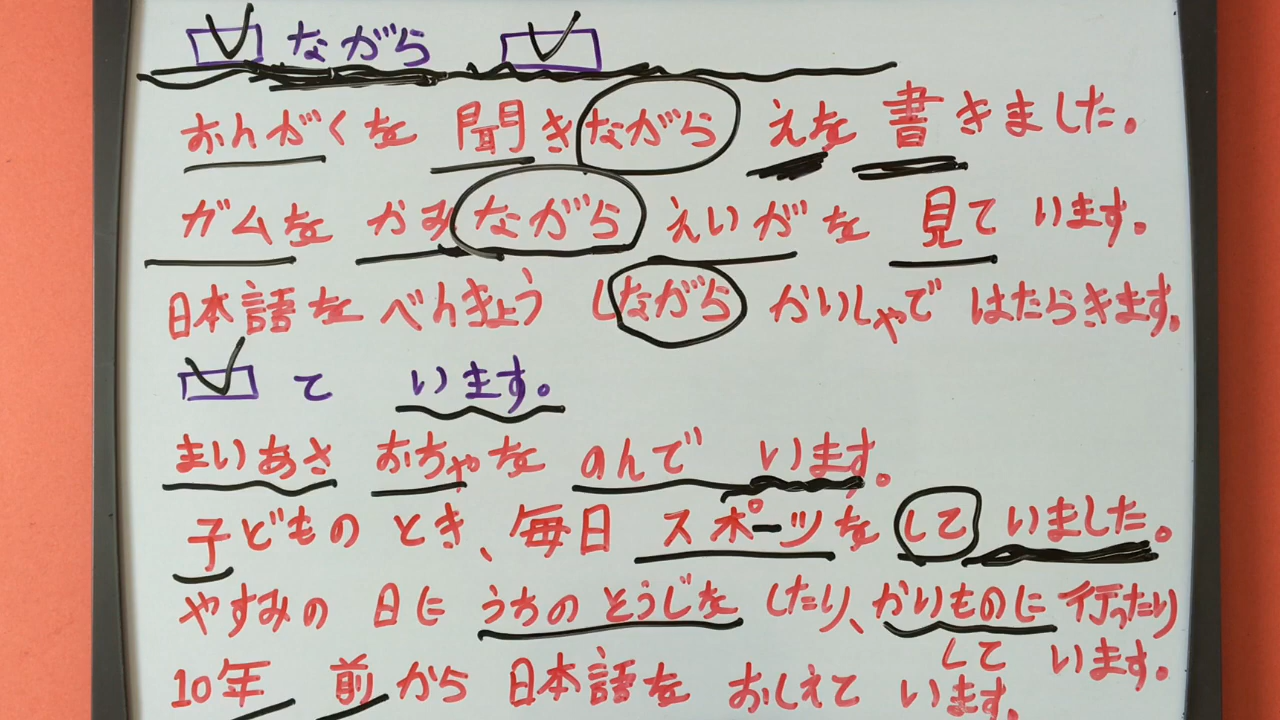 ながら
おんがくを 聞きながら えを 書きました。
ガムを かみながら えいがを 見て います。
日本語を べんきょう しながら かいしゃで はたらきます。
て います。
まいあさ おちゃを のんで います。
子どもの とき、毎日 スポーツを して いました。
やすみの 日に うちの とうじを したり、かいものに 行ったり
して います。
10年 前から 日本語を おしえて います。